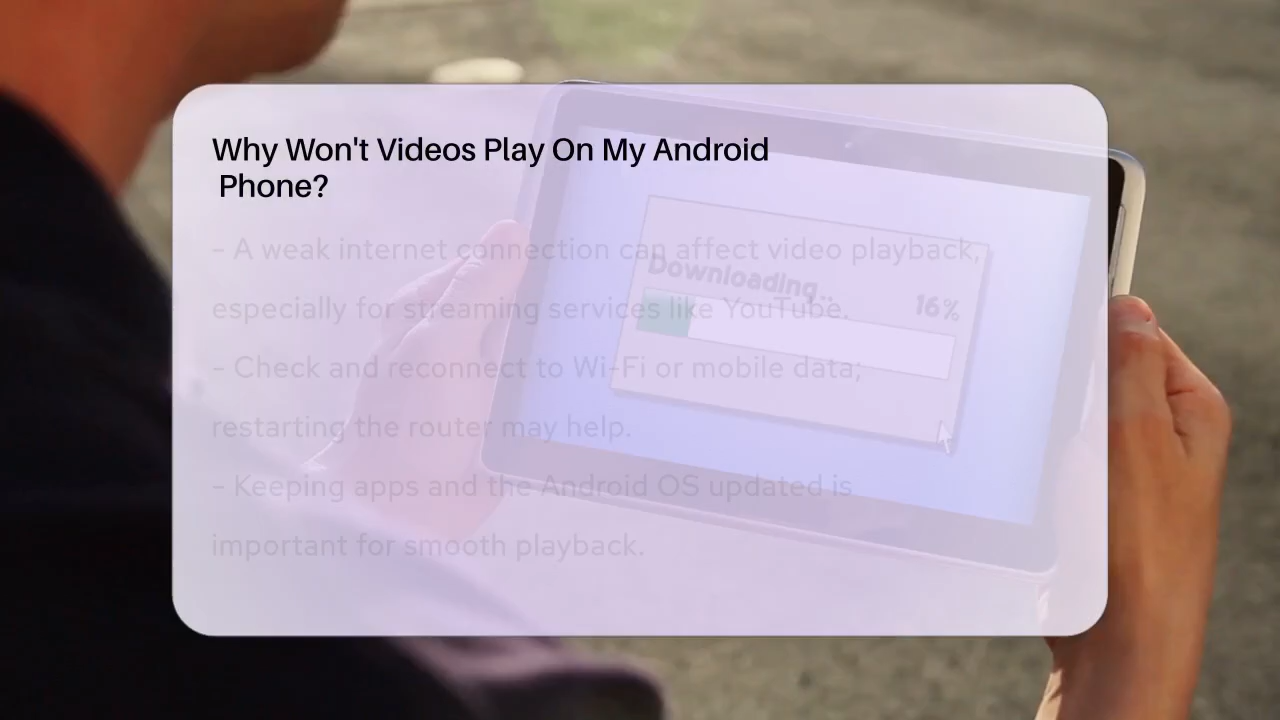 Why Won't Videos Play On My Android
Phone?
– A weak internet connection can affect video playback,
especially for streaming services like YouTube.
– Check and reconnect to Wi-Fi or mobile data;
restarting the router may help.
– Keeping apps and the Android OS updated is
important for smooth playback.
Downloading...
16%